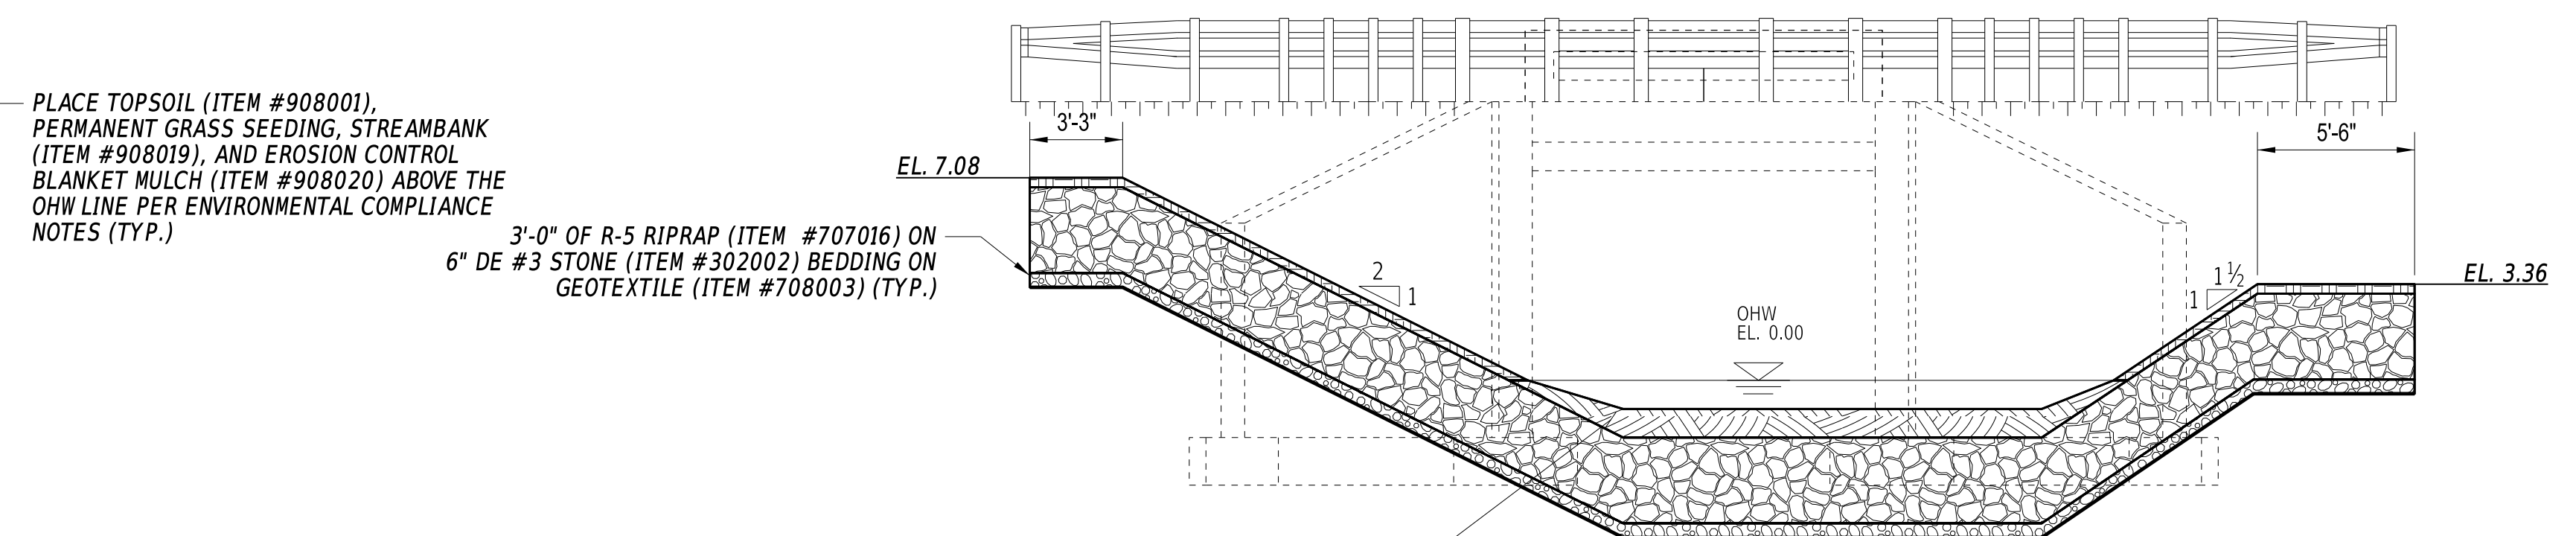 PLACE TOPSOIL (ITEM #908001),
PERMANENT GRASS SEEDING, STREAMBANK
(ITEM #908019), AND EROSION CONTROL
BLANKET MULCH (ITEM #908020) ABOVE THE
OHW LINE PER ENVIRONMENTAL COMPLIANCE
NOTES (TYP.)
3'-0" OF R-5 RIPRAP (ITEM #707016) ON
6" DE #3 STONE (ITEM #302002) BEDDING ON
GEOTEXTILE (ITEM #708003) (TYP.)
EL. 7.08
3'-3"
2
1
OHW
EL. 0.00
5'-6"
1 ½
1
EL. 3.36